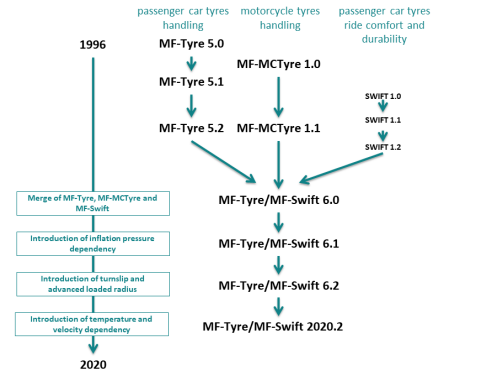 passenger car tyres
handling
motorcycle tyres
handling
passenger car tyres
ride comfort and
durability
1996
MF-Tyre 5.0
MF-MCTyre 1.0
MF-Tyre 5.1
SWIFT 1.0
SWIFT 1.1
MF-Tyre 5.2
MF-MCTyre 1.1
SWIFT 1.2
Merge of MF-Tyre, MF-MCTyre and
MF-Swift
MF-Tyre/MF-Swift 6.0
Introduction of inflation pressure
dependency
MF-Tyre/MF-Swift 6.1
Introduction of turnslip and
advanced loaded radius
MF-Tyre/MF-Swift 6.2
Introduction of temperature and
velocity dependency
MF-Tyre/MF-Swift 2020.2
2020